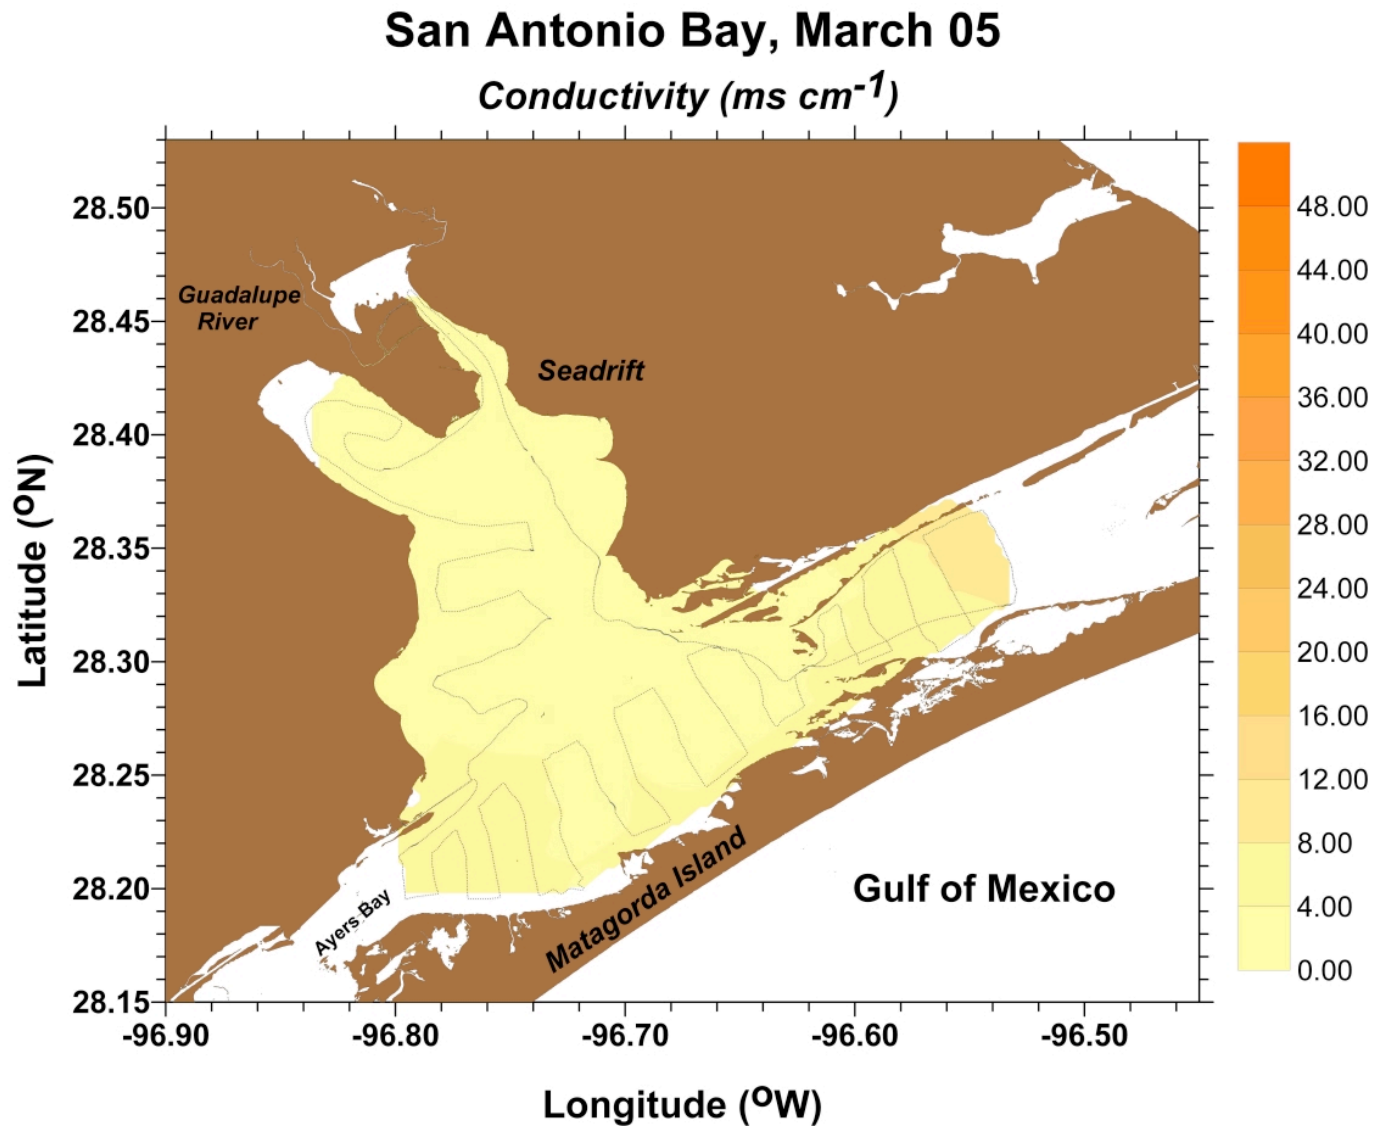 San Antonio Bay, March 05
Conductivity (ms cm-1)
28.50
28.45
28.40
28.35
28.30
28.25
28.20
28.15
Latitude (oN)
Guadalupe
River
Seadrift
Ayers Bay
Matagorda Island
Gulf of Mexico
-96.90
-96.80
-96.70
-96.60
-96.50
Longitude (oW)
48.00
44.00
40.00
36.00
32.00
28.00
24.00
20.00
16.00
12.00
8.00
4.00
0.00